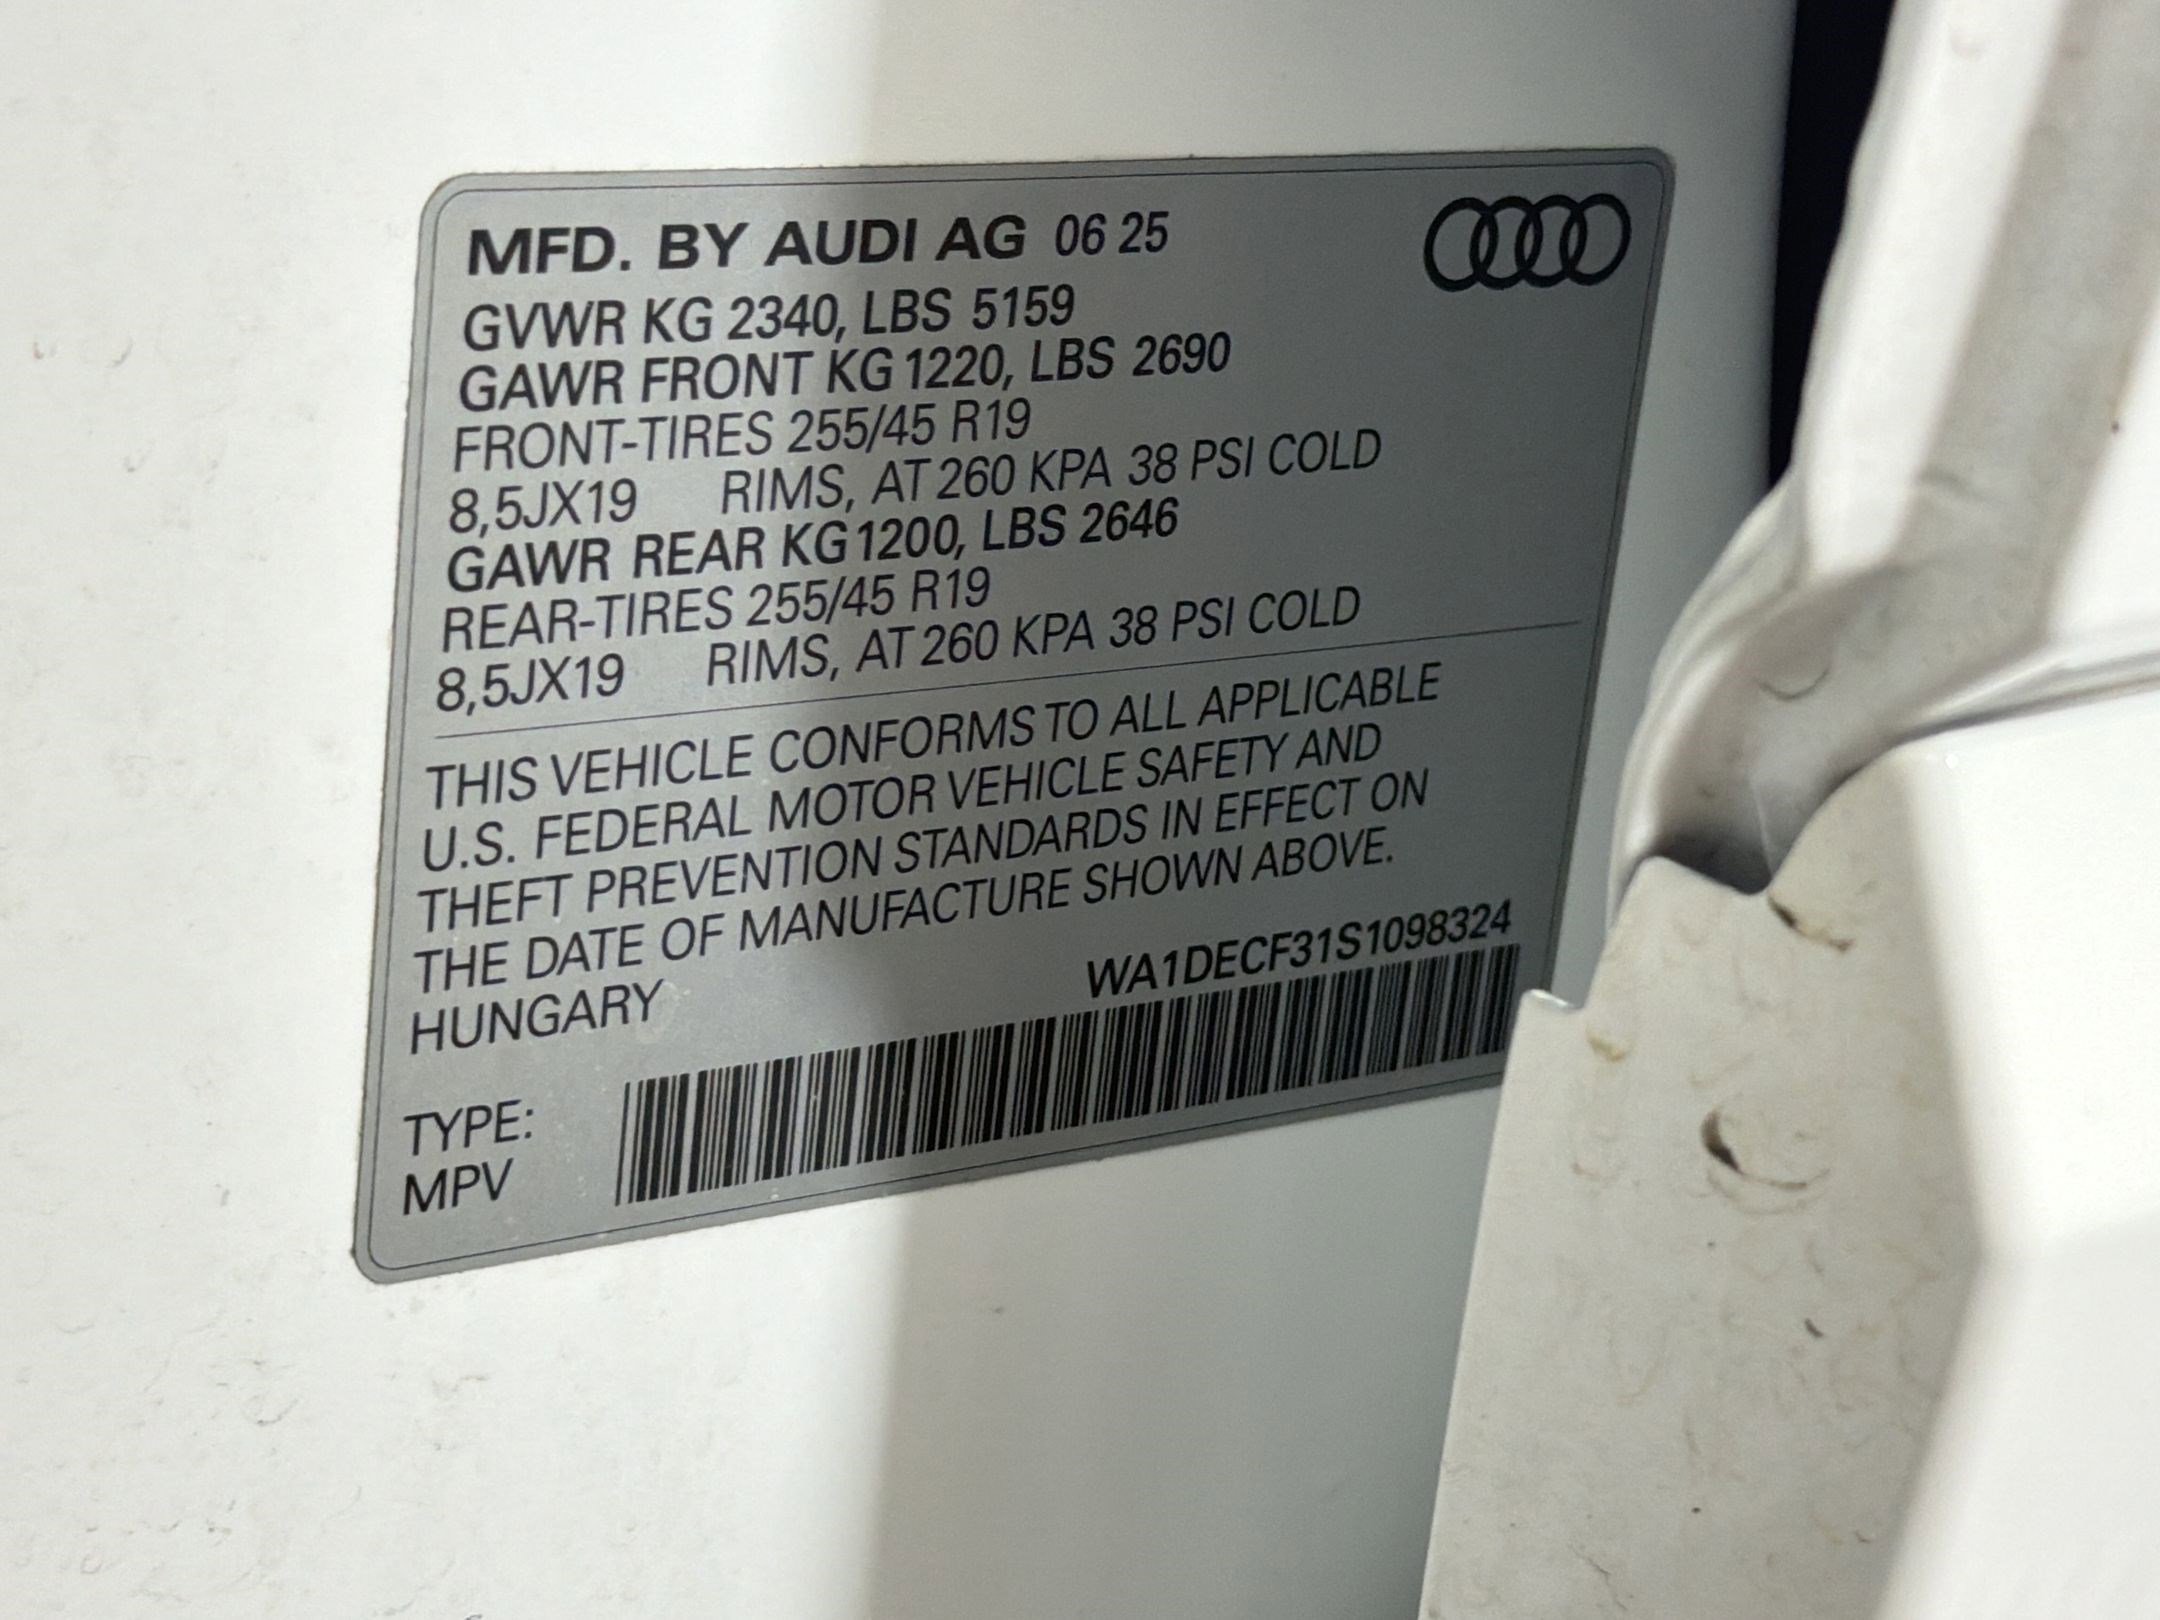 MFD. BY AUDI AG 06 25
GVWR KG 2340, LBS 5159
GAWR FRONT KG 1220, LBS 2690
FRONT-TIRES 255/45 R19
8,5JX19 RIMS, AT 260 KPA 38 PSI COLD
GAWR REAR KG 1200, LBS 2646
REAR-TIRES 255/45 R19
8,5JX19 RIMS, AT 260 KPA 38 PSI COLD
THIS VEHICLE CONFORMS TO ALL APPLICABLE
U.S. FEDERAL MOTOR VEHICLE SAFETY AND
THEFT PREVENTION STANDARDS IN EFFECT ON
THE DATE OF MANUFACTURE SHOWN ABOVE.
HUNGARY
WA1DECF31S1098324
TYPE:
MPV